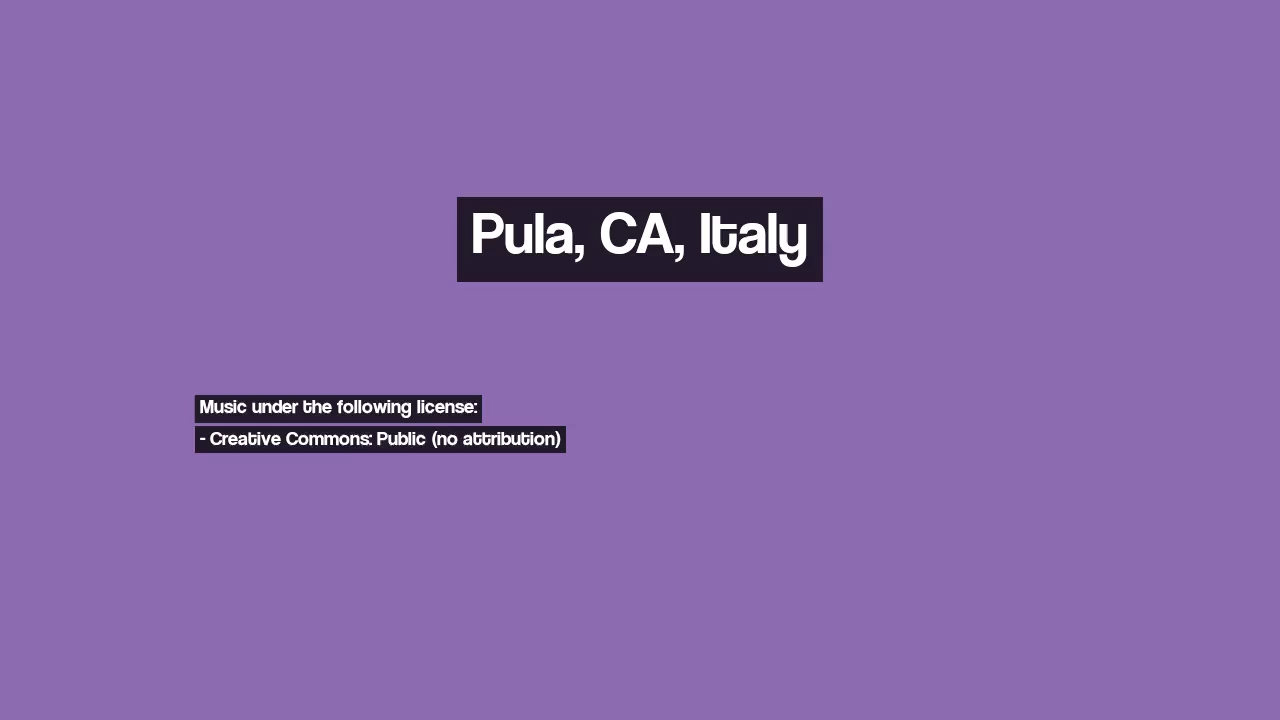 Pula, CA, Italy
Music under the following license:
- Creative Commons: Public (no attribution)